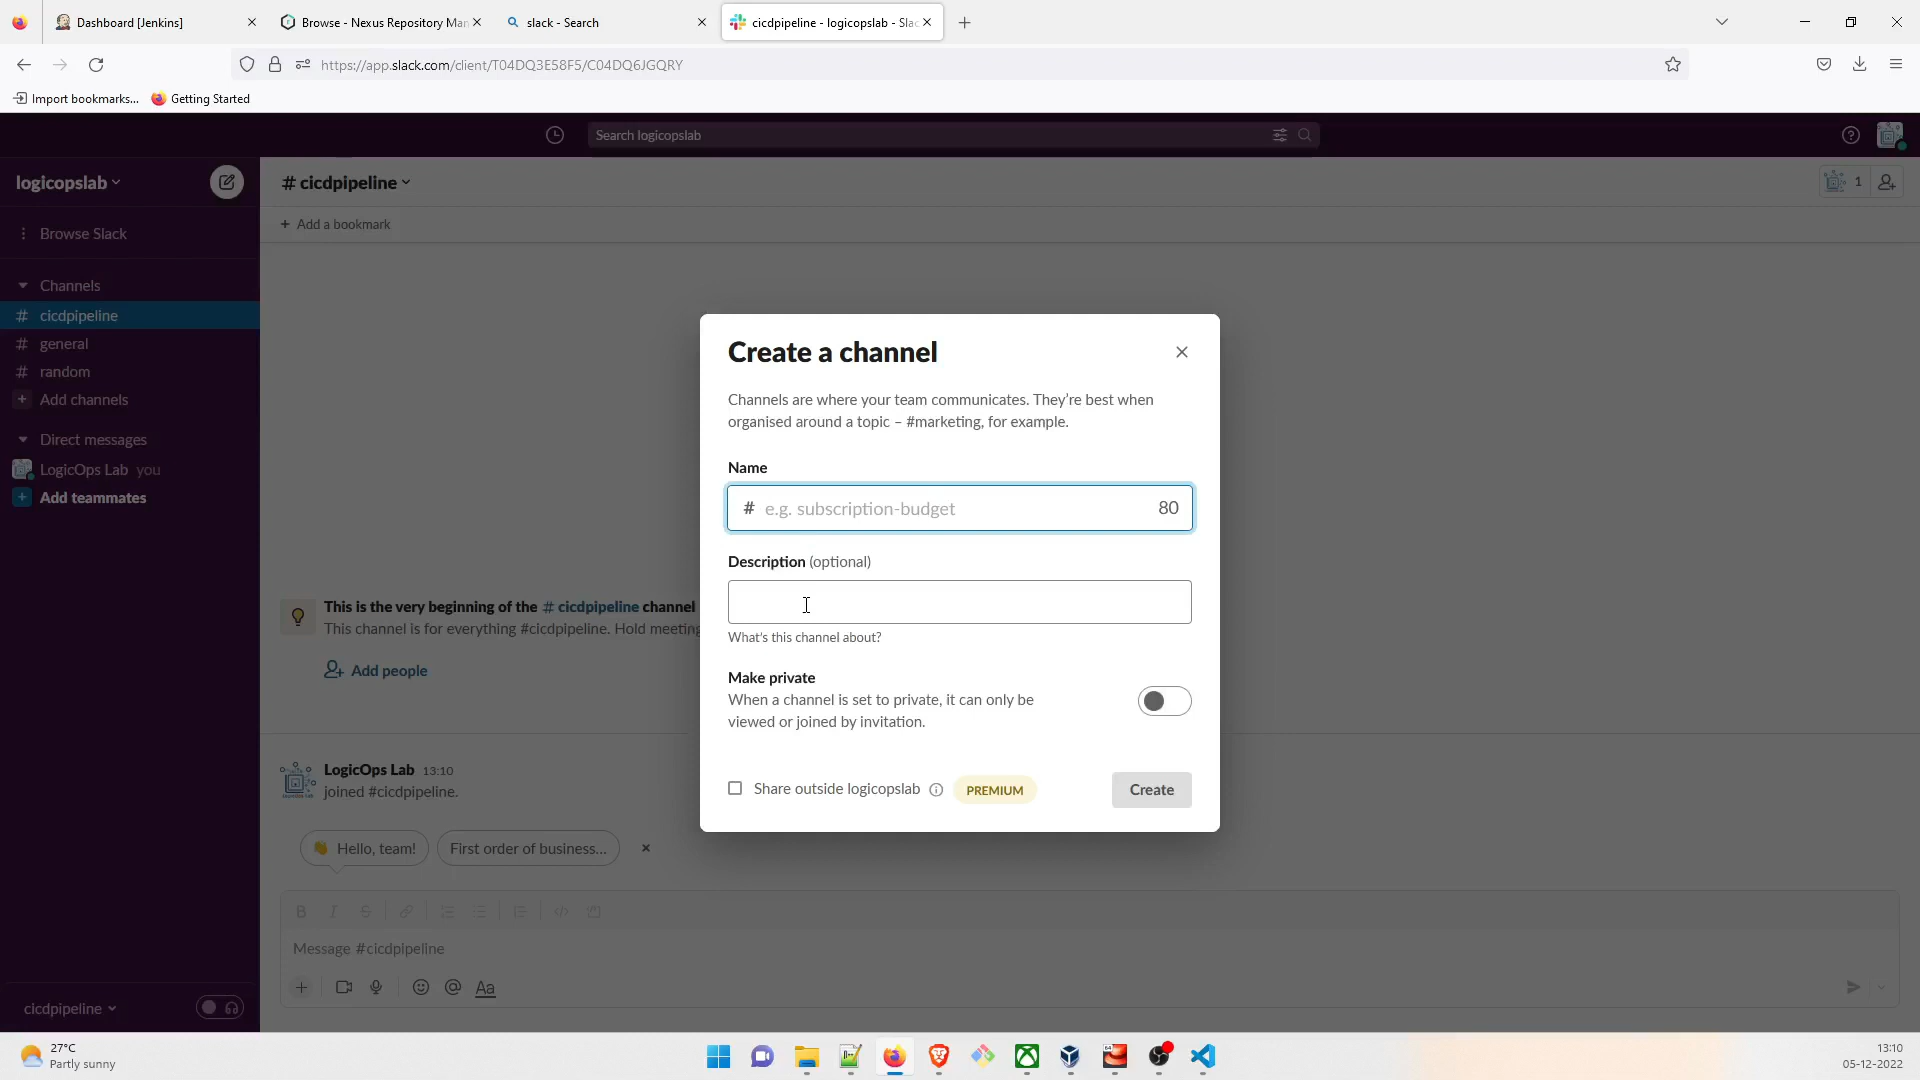 Dashboard [Jenkins]
Browse - Nexus Repository Man
slack - Search
cicdpipeline - logicopslab - Slac
https://app.slack.com/client/T04DQ3E58F5/C04DQ6JGQRY
Import bookmarks...
Getting Started
Search logicopslab
logicopslab
# cicdpipeline
1
Browse Slack
+ Add a bookmark
Channels
# cicdpipeline
# general
# random
+ Add channels
Direct messages
LogicOps Lab you
+ Add teammates
This is the very beginning of the # cicdpipeline channel
This channel is for everything #cicdpipeline. Hold meeting
Add people
LogicOps Lab 13:10
joined #cicdpipeline.
Hello, team!
First order of business...
Message #cicdpipeline
Aa
cicdpipeline
Create a channel
Channels are where your team communicates. They're best when
organised around a topic – #marketing, for example.
Name
# e.g. subscription-budget 80
Description (optional)
What's this channel about?
Make private
When a channel is set to private, it can only be
viewed or joined by invitation.
Share outside logicopslab
PREMIUM
Create
27°C
Partly sunny
13:10
05-12-2022